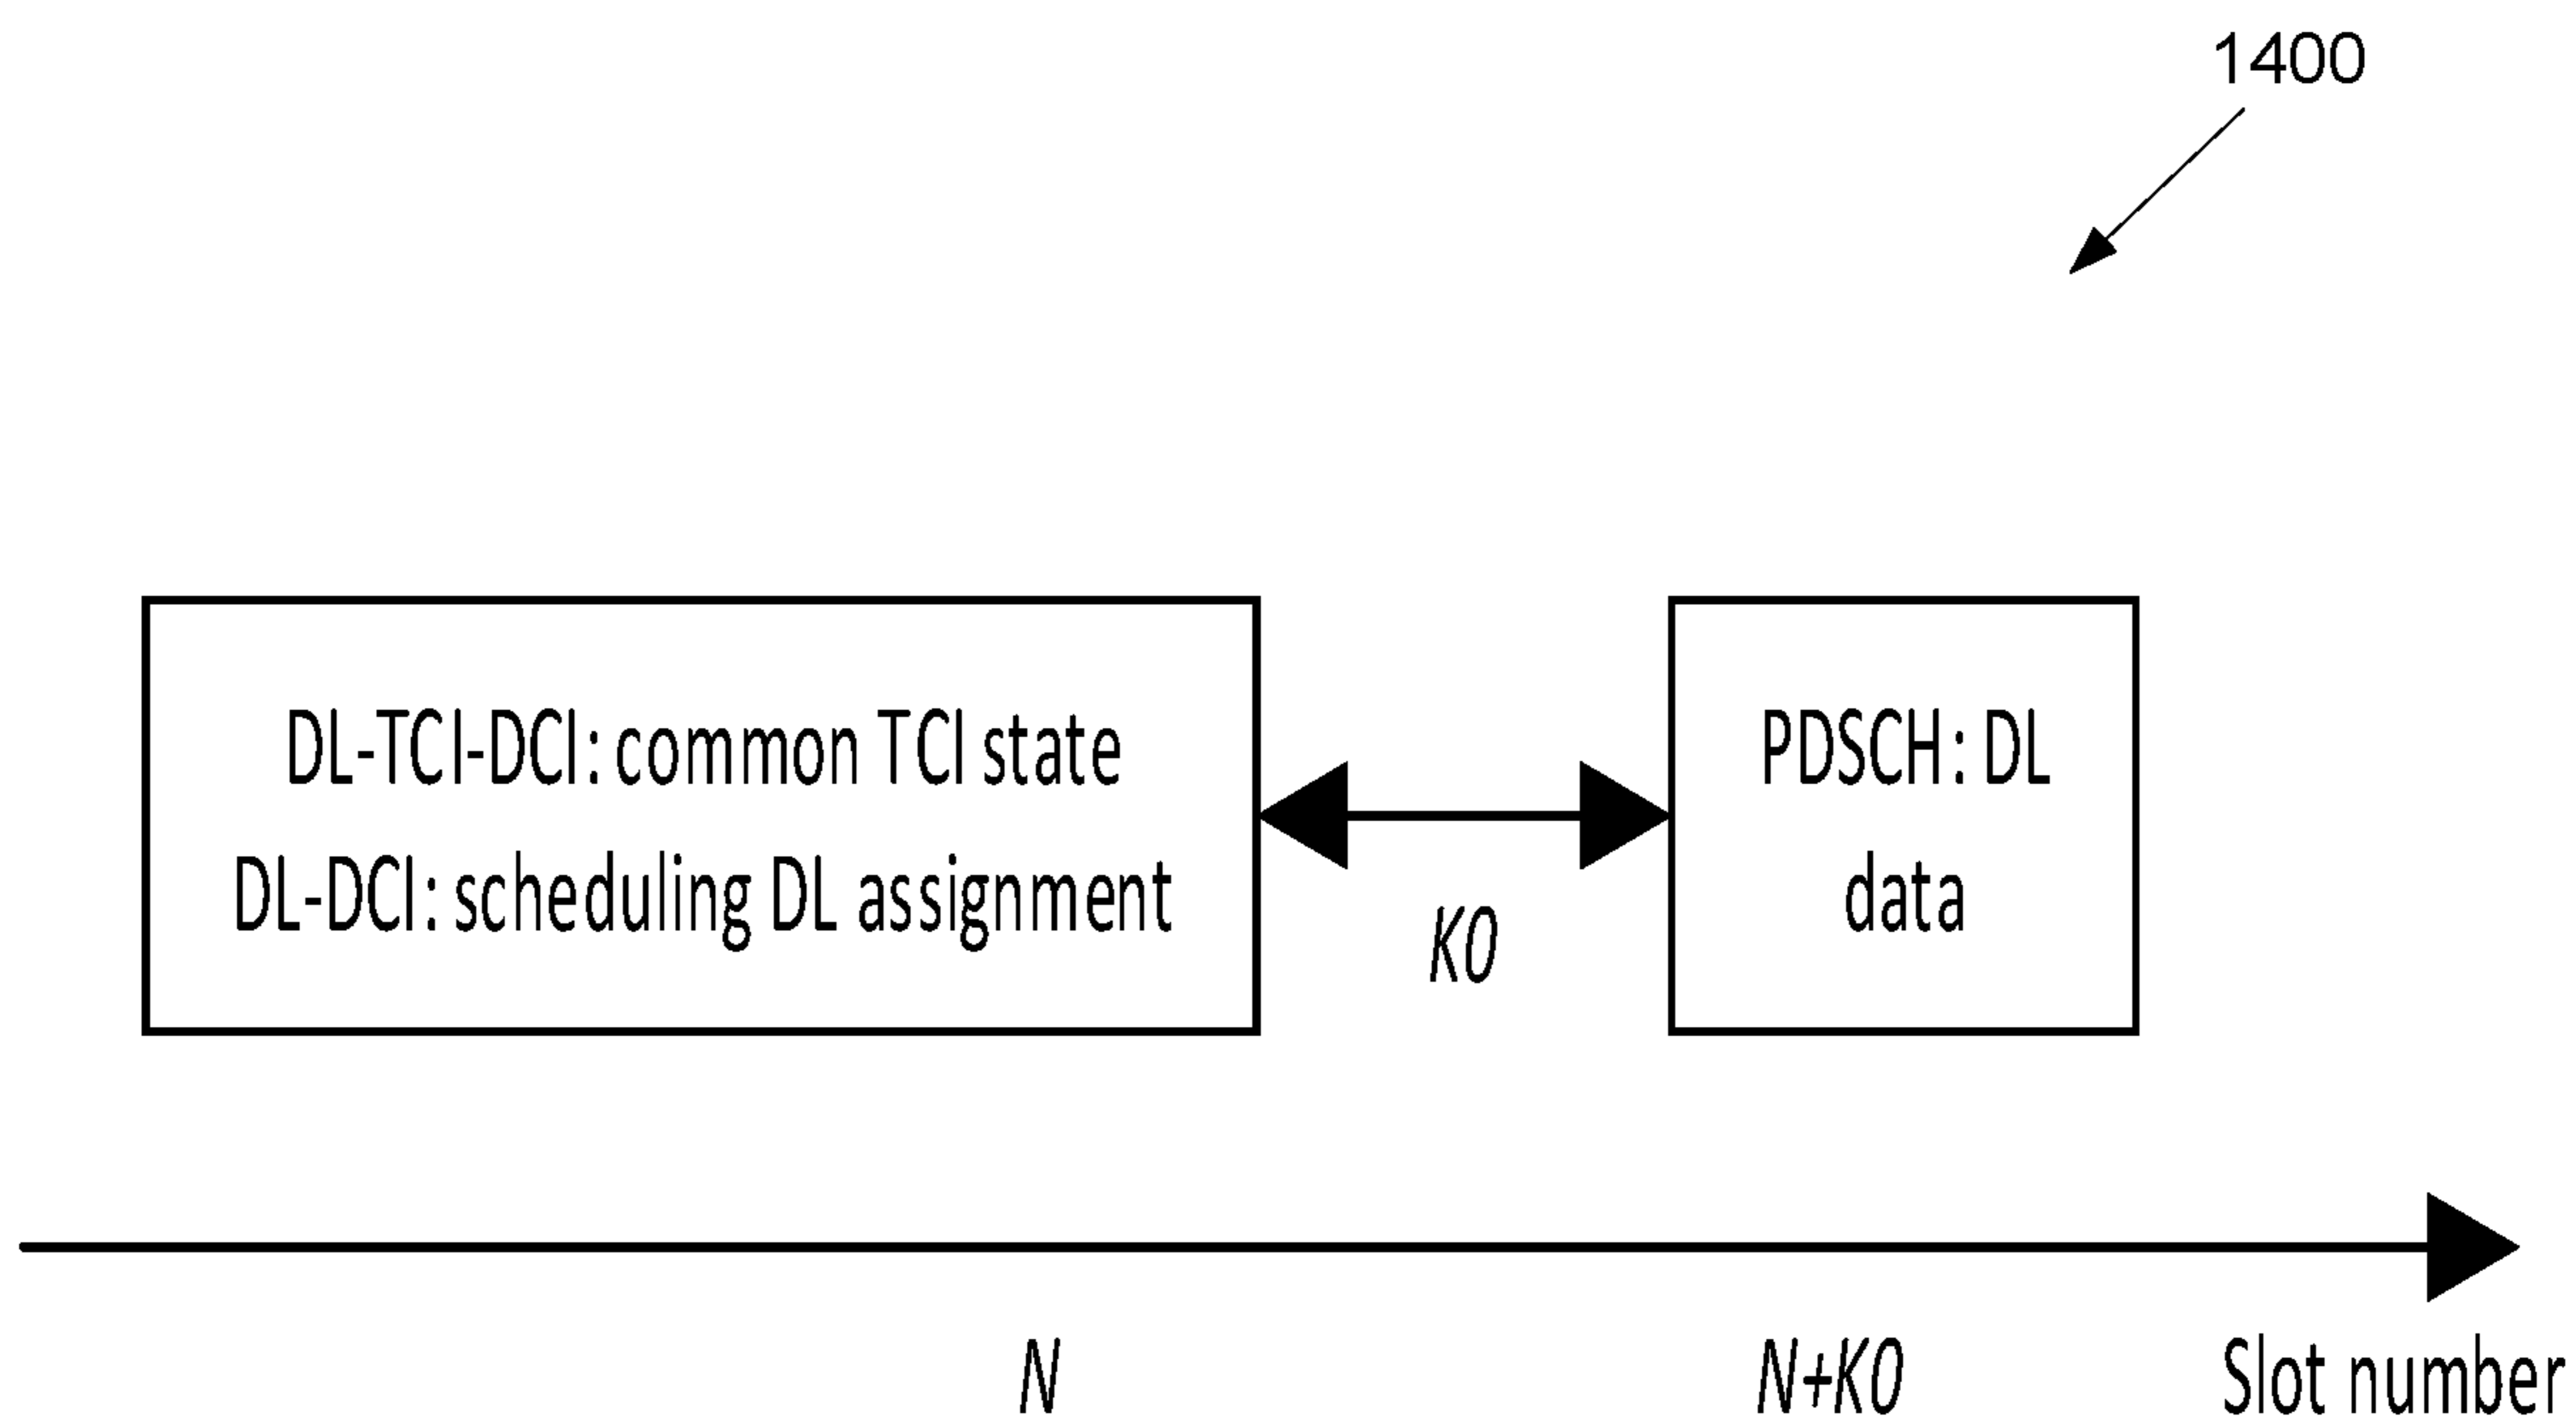 1400
DL-TCI-DCI: common TCI state
DL-DCI: scheduling DL assignment
PDSCH: DL
data
K0
N
N+K0
Slot number